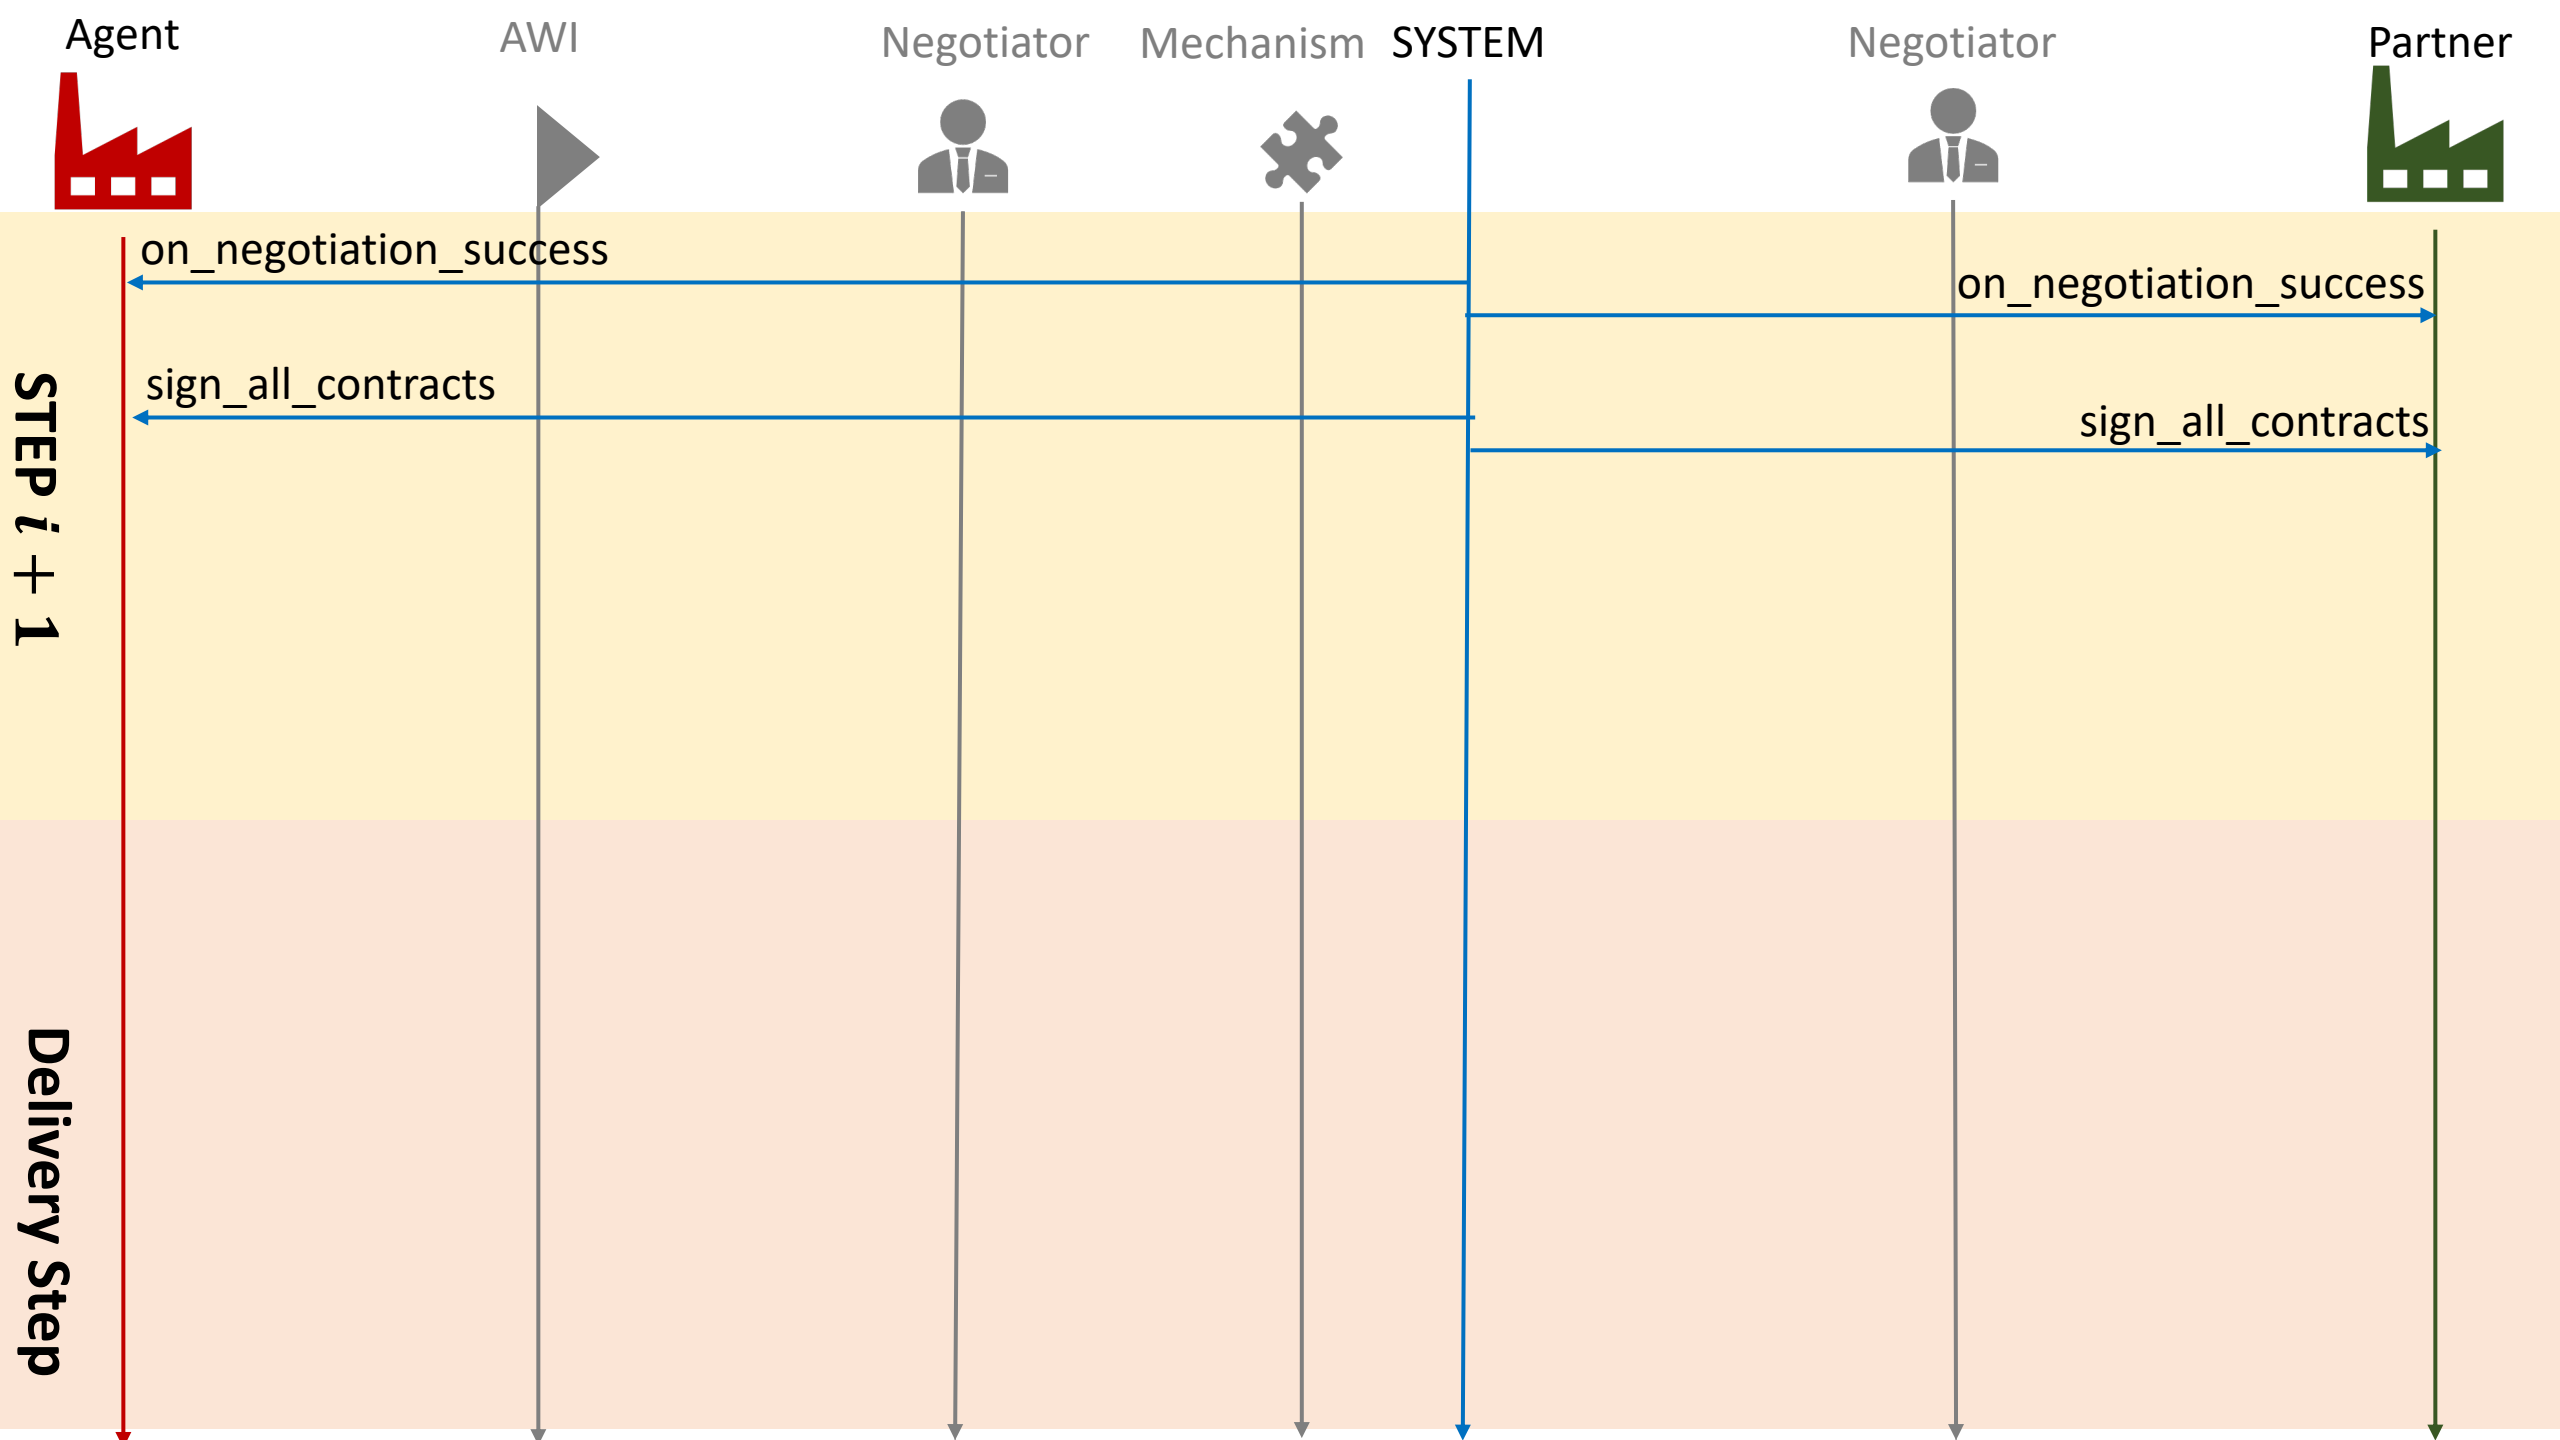 Agent
AWI
Negotiator
Mechanism
SYSTEM
Negotiator
Partner
on_negotiation_success
on_negotiation_success
sign_all_contracts
sign_all_contracts
STEP 𝒊 + 𝟏
Delivery Step